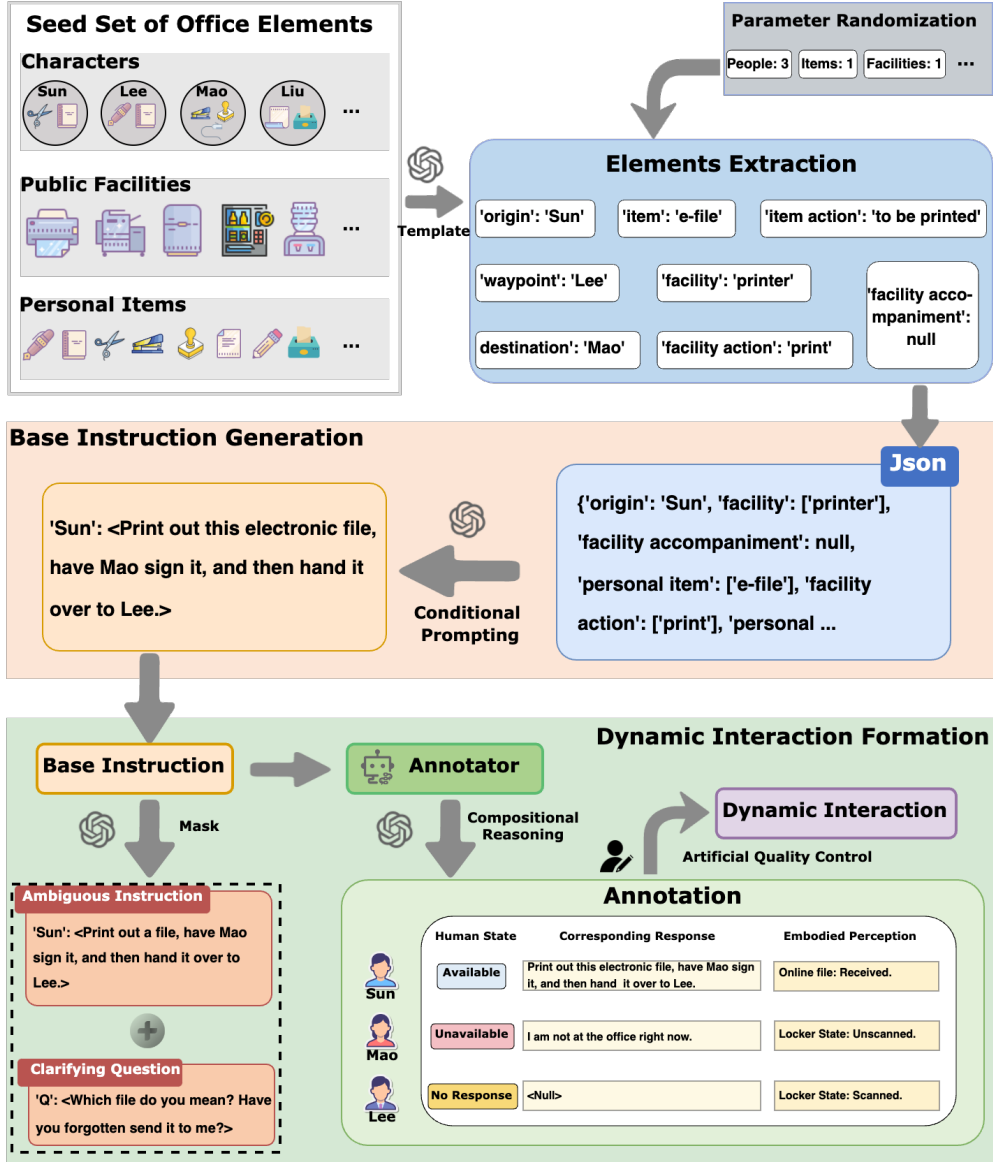 Seed Set of Office Elements
Characters
Sun
Lee
Mao
Liu
...
Public Facilities
...
Personal Items
...
Template
Parameter Randomization
People: 3
Items: 1
Facilities: 1
...
Elements Extraction
'origin': 'Sun'
'item': 'e-file'
'item action': 'to be printed'
'waypoint': 'Lee'
'facility': 'printer'
'facility acco-
mpaniment':
null
destination': 'Mao'
'facility action': 'print'
Base Instruction Generation
Json
'Sun': <Print out this electronic file,
have Mao sign it, and then hand it
over to Lee.>
Conditional
Prompting
{'origin': 'Sun', 'facility': ['printer'],
'facility accompaniment': null,
'personal item': ['e-file'], 'facility
action': ['print'], 'personal ...
Dynamic Interaction Formation
Base Instruction
Annotator
Dynamic Interaction
Mask
Compositional
Reasoning
Artificial Quality Control
Ambiguous Instruction
'Sun': <Print out a file, have Mao
sign it, and then hand it over to
Lee.>
Clarifying Question
'Q': <Which file do you mean? Have
you forgotten send it to me?>
Annotation
Human State
Corresponding Response
Embodied Perception
Sun
Available
Print out this electronic file, have Mao sign
it, and then hand it over to Lee.
Online file: Received.
Mao
Unavailable
I am not at the office right now.
Locker State: Unscanned.
Lee
No Response
<Null>
Locker State: Scanned.